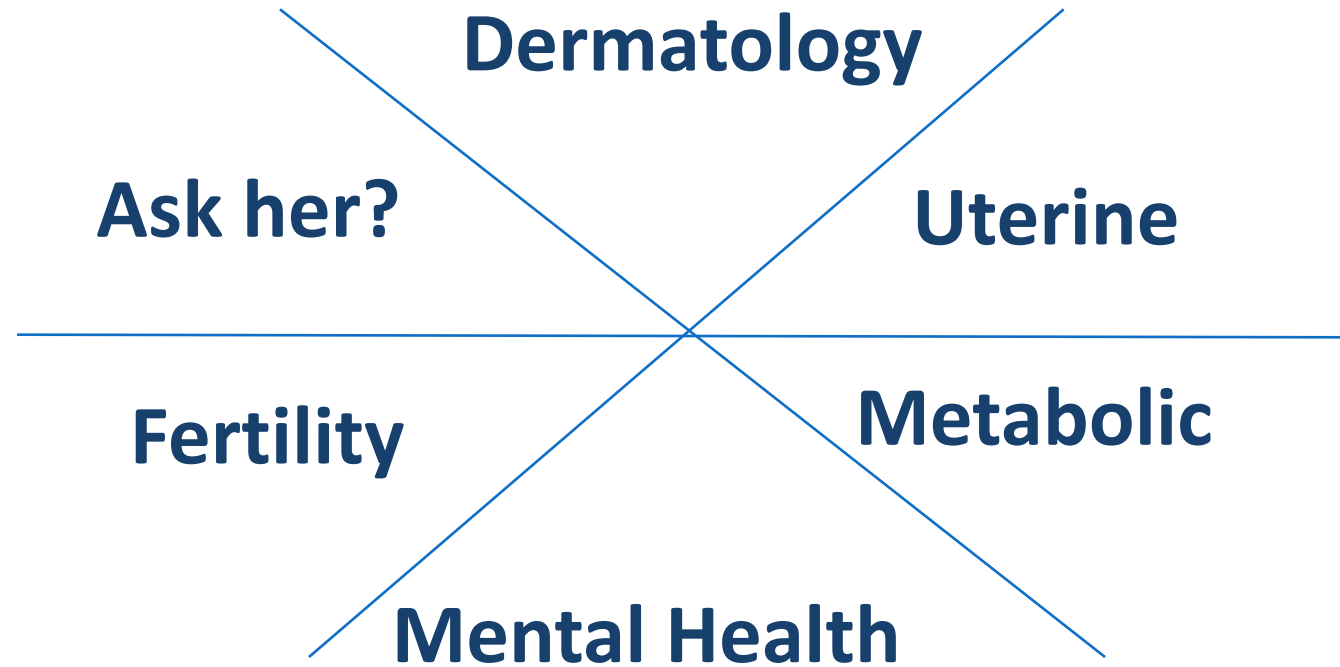 Dermatology
Ask her?
Uterine
Fertility
Metabolic
Mental Health